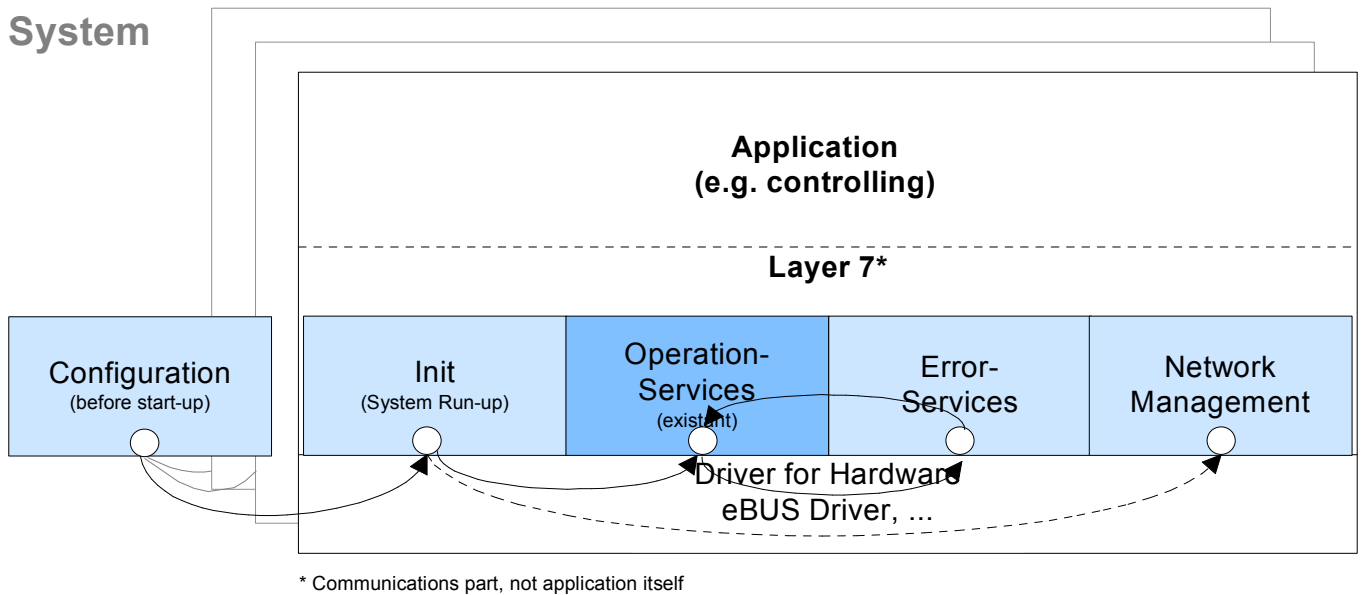 System
Application
(e.g. controlling)
Layer 7*
Configuration
(before start-up)
Init
(System Run-up)
Operation-
Services
(existant)
Error-
Services
Network
Management
Driver for Hardware
eBUS Driver, ...
* Communications part, not application itself